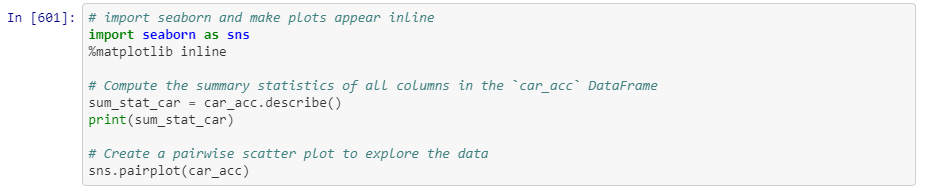 In [601]: # import seaborn and make plots appear inline
import seaborn as sns
%matplotlib inline
# Compute the summary statistics of all columns in the `car_acc` DataFrame
sum_stat_car = car_acc.describe()
print(sum_stat_car)
# Create a pairwise scatter plot to explore the data
sns.pairplot(car_acc)